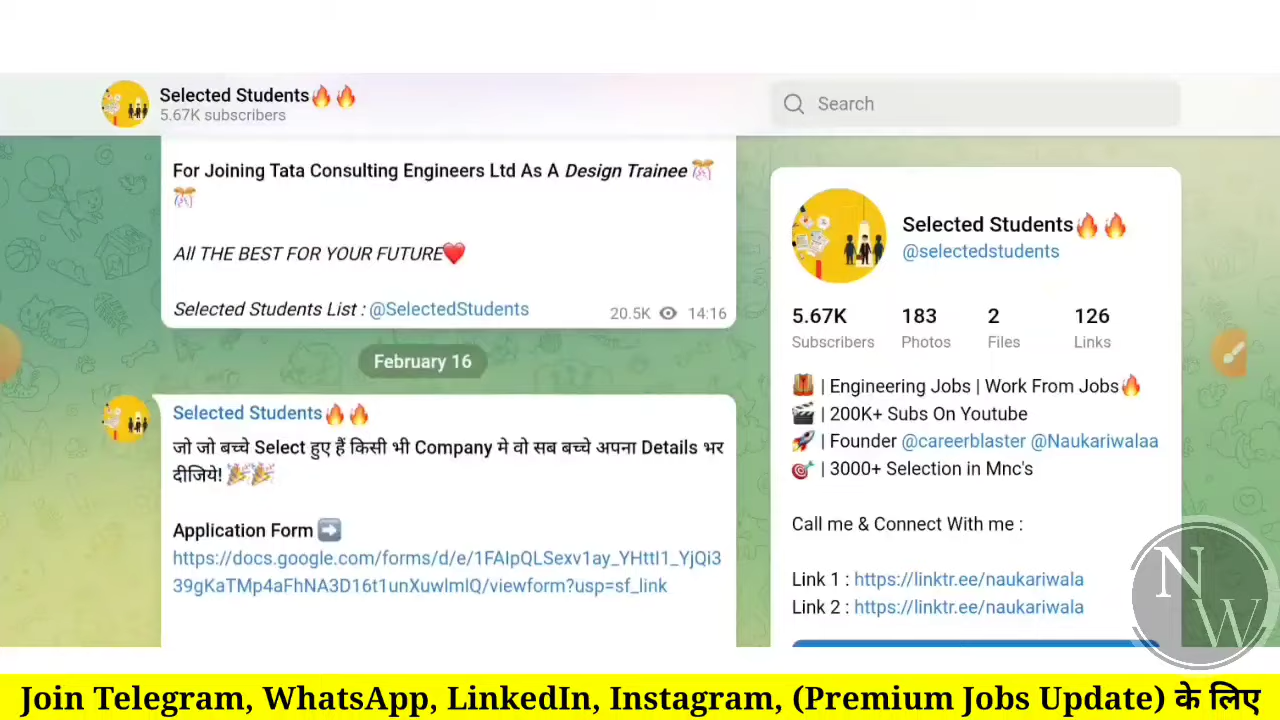 Selected Students🔥🔥
5.67K subscribers
Search
For Joining Tata Consulting Engineers Ltd As A Design Trainee 🎊
🎊
All THE BEST FOR YOUR FUTURE❤️
Selected Students List : @SelectedStudents
20.5K 14:16
February 16
Selected Students🔥🔥
जो जो बच्चे Select हुए हैं किसी भी Company मे वो सब बच्चे अपना Details भर
दीजिये! 🎉🎉
Application Form ➡️
https://docs.google.com/forms/d/e/1FAIpQLSexv1ay_YHttI1_YjQi3
39gKaTMp4aFhNA3D16t1unXuwlmlQ/viewform?usp=sf_link
Selected Students🔥🔥
@selectedstudents
5.67K 183 2 126
Subscribers Photos Files Links
| Engineering Jobs | Work From Jobs🔥
🎬 | 200K+ Subs On Youtube
🚀 | Founder @careerblaster @Naukariwalaa
🎯 | 3000+ Selection in Mnc's
Call me & Connect With me :
Link 1 : https://linktr.ee/naukariwala
Link 2 : https://linktr.ee/naukariwala
NW
Join Telegram, WhatsApp, LinkedIn, Instagram, (Premium Jobs Update) के लिए